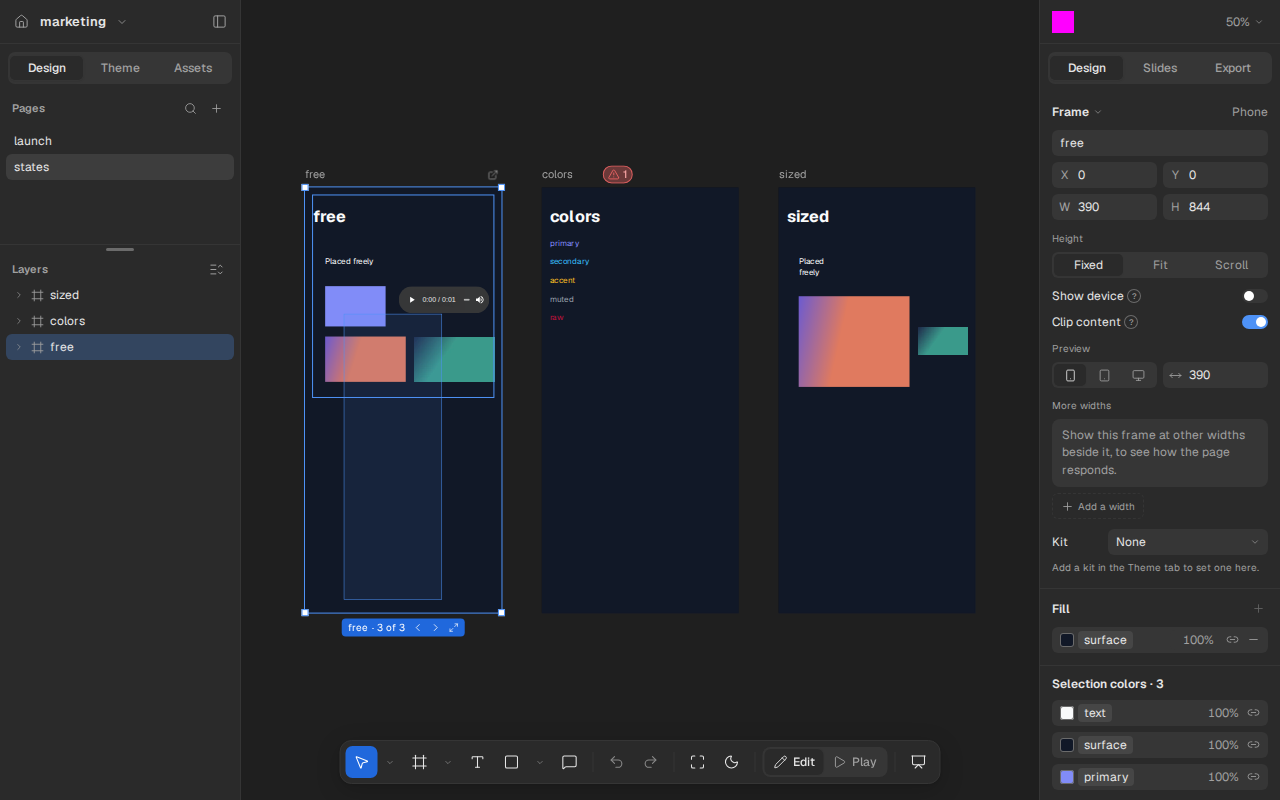 marketing
Design Theme Assets
Pages
launch
states
Layers
sized
colors
free
free
free
Placed freely
0:00 / 0:01
free - 3 of 3
colors 1
colors
primary
secondary
accent
muted
raw
sized
sized
Placed
freely
Edit Play
50%
Design Slides Export
Frame Phone
free
X 0 Y 0
W 390 H 844
Height
Fixed Fit Scroll
Show device ?
Clip content ?
Preview
390
More widths
Show this frame at other widths
beside it, to see how the page
responds.
Add a width
Kit None
Add a kit in the Theme tab to set one here.
Fill
surface 100%
Selection colors · 3
text 100%
surface 100%
primary 100%